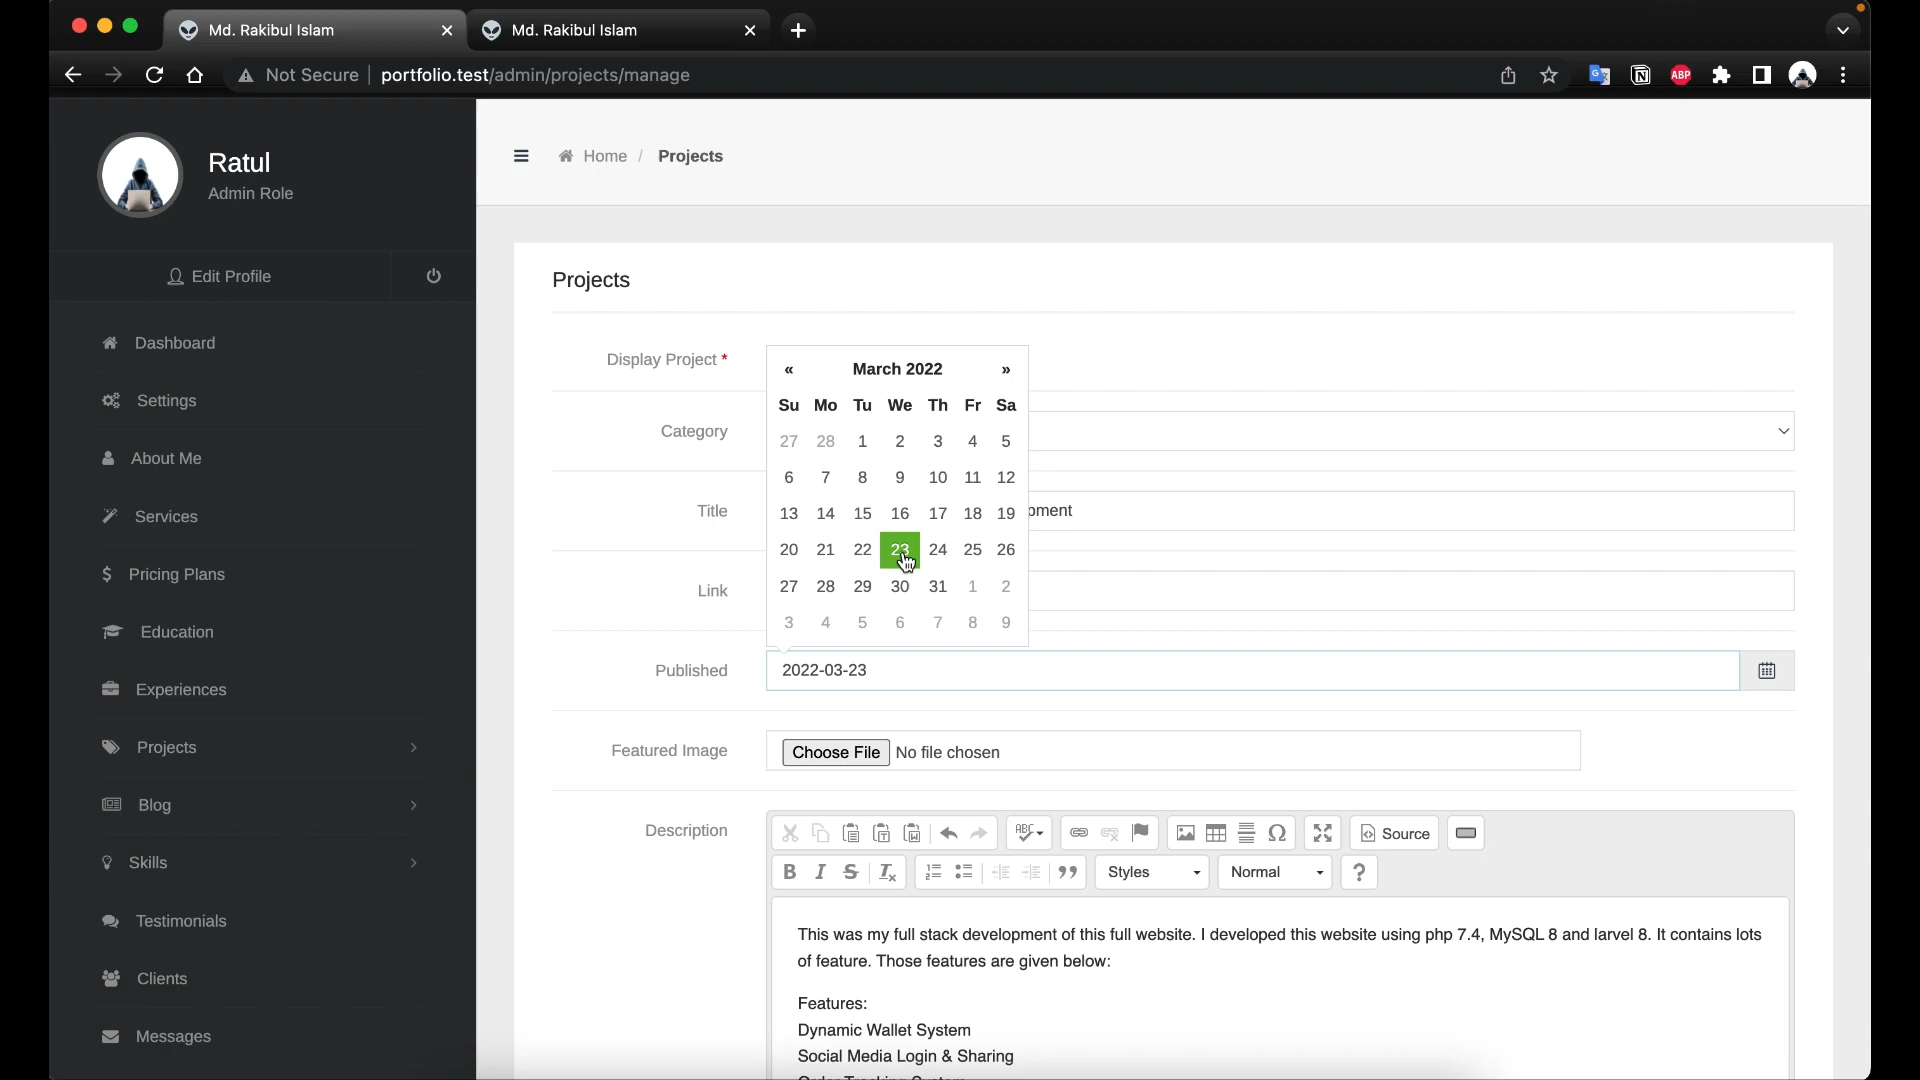 Md. Rakibul Islam
Md. Rakibul Islam
Not Secure portfolio.test/admin/projects/manage
ABP
Ratul
Admin Role
Edit Profile
Dashboard
Settings
About Me
Services
Pricing Plans
Education
Experiences
Projects
Blog
Skills
Testimonials
Clients
Messages
Home / Projects
Projects
Display Project *
« March 2022 »
Su Mo Tu We Th Fr Sa
27 28 1 2 3 4 5
6 7 8 9 10 11 12
13 14 15 16 17 18 19
20 21 22 23 24 25 26
27 28 29 30 31 1 2
3 4 5 6 7 8 9
Category
Title
pment
Link
Published
2022-03-23
Featured Image
Choose File No file chosen
Description
ABC
Source
B I S Ix
Styles
Normal
?
This was my full stack development of this full website. I developed this website using php 7.4, MySQL 8 and larvel 8. It contains lots
of feature. Those features are given below:
Features:
Dynamic Wallet System
Social Media Login & Sharing